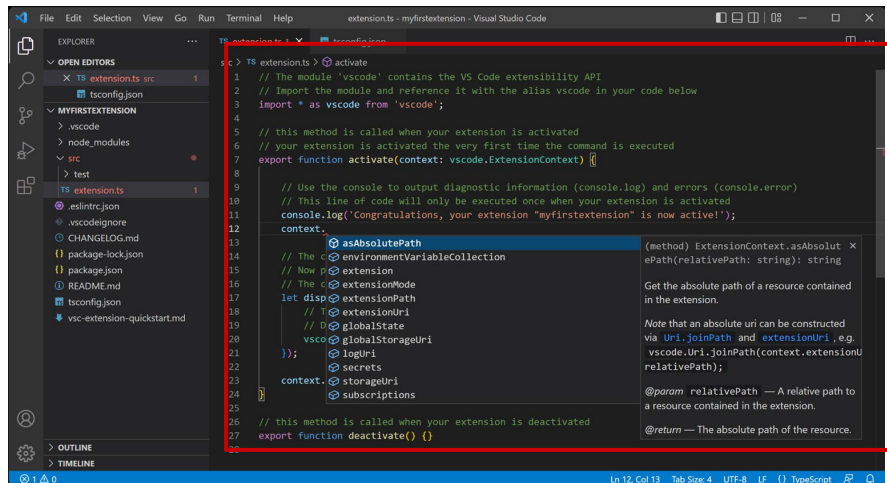 File Edit Selection View Go Run Terminal Help
extension.ts - myfirstextension - Visual Studio Code
EXPLORER
OPEN EDITORS
TS extension.ts src 1
tsconfig.json
MYFIRSTEXTENSION
.vscode
node_modules
src
test
TS extension.ts 1
.eslintrc.json
.vscodeignore
CHANGELOG.md
{} package-lock.json
{} package.json
README.md
tsconfig.json
vsc-extension-quickstart.md
OUTLINE
TIMELINE
TS extension.ts 1 tsconfig.json
src > TS extension.ts > activate
1 // The module 'vscode' contains the VS Code extensibility API
2 // Import the module and reference it with the alias vscode in your code below
3 import * as vscode from 'vscode';
4
5 // this method is called when your extension is activated
6 // your extension is activated the very first time the command is executed
7 export function activate(context: vscode.ExtensionContext) {
8
9 // Use the console to output diagnostic information (console.log) and errors (console.error)
10 // This line of code will only be executed once when your extension is activated
11 console.log('Congratulations, your extension "myfirstextension" is now active!');
12 context.
13
14 // The c
15 // Now p
16 // The c
17 let disp
18 // T
19 // D
20 vsco
21 });
22
23 context.
24 }
25
26 // this method is called when your extension is deactivated
27 export function deactivate() {}
28
asAbsolutePath
environmentVariableCollection
extension
extensionMode
extensionPath
extensionUri
globalState
globalStorageUri
logUri
secrets
storageUri
subscriptions
(method) ExtensionContext.asAbsolut
ePath(relativePath: string): string
Get the absolute path of a resource contained
in the extension.
Note that an absolute uri can be constructed
via Uri.joinPath and extensionUri , e.g.
vscode.Uri.joinPath(context.extensionU
relativePath);
@param relativePath — A relative path to
a resource contained in the extension.
@return — The absolute path of the resource.
1 0
Ln 12, Col 13 Tab Size: 4 UTF-8 LF {} TypeScript